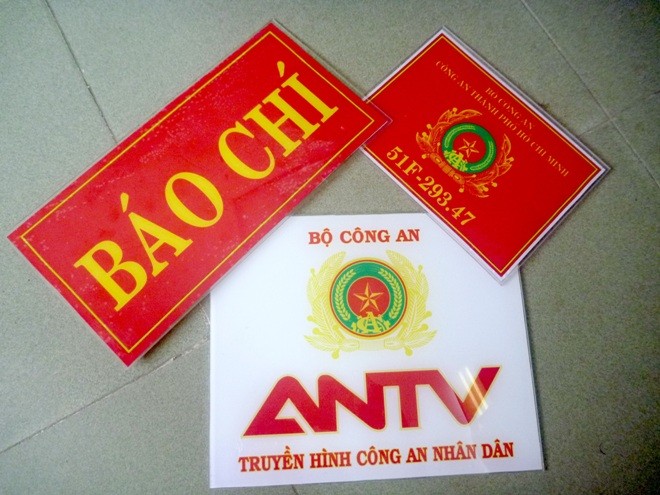 BÁO CHÍ
BỘ CÔNG AN
CÔNG AN THÀNH PHỐ HỒ CHÍ MINH
51F-293.47
BỘ CÔNG AN
ANTV
TRUYỀN HÌNH CÔNG AN NHÂN DÂN